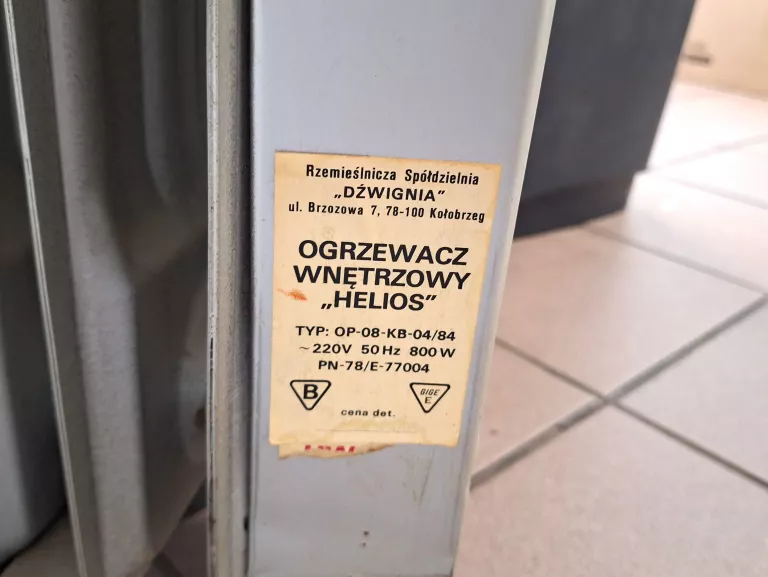 Rzemieślnicza Spółdzielnia
„DŹWIGNIA"
ul. Brzozowa 7, 78-100 Kołobrzeg
OGRZEWACZ
WNĘTRZOWY
„HELIOS"
TYP: OP-08-KB-04/84
~220V 50Hz 800W
PN-78/E-77004
B
GIGE
E
cena det.